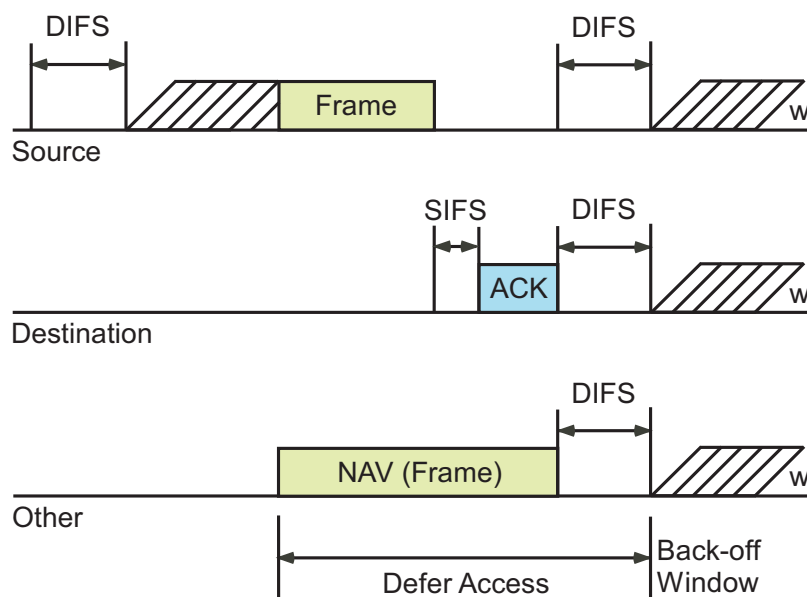 DIFS DIFS
Frame
w
Source
SIFS DIFS
ACK
w
Destination
DIFS
NAV (Frame)
w
Other
Defer Access
Back-off
Window